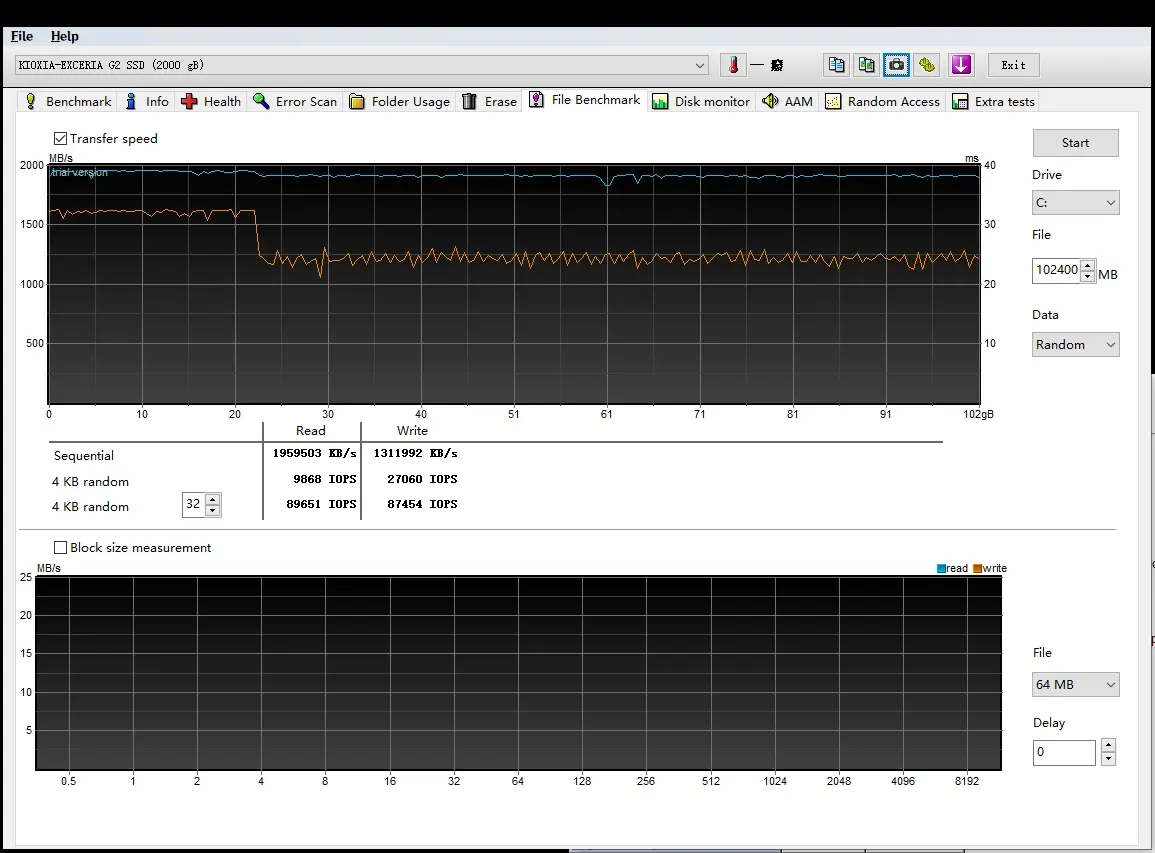 File Help
KIOXIA-EXCERIA G2 SSD (2000 gB)
Exit
Benchmark Info Health Error Scan Folder Usage Erase File Benchmark Disk monitor AAM Random Access Extra tests
Transfer speed
Start
MB/s ms
trial version
2000 40
1500 30
1000 20
500 10
0 10 20 30 40 51 61 71 81 91 102gB
Drive
C:
File
102400 MB
Data
Random
Read Write
Sequential 1959503 KB/s 1311992 KB/s
4 KB random 9868 IOPS 27060 IOPS
4 KB random 32 89651 IOPS 87454 IOPS
Block size measurement
MB/s read write
25
20
15
10
5
0.5 1 2 4 8 16 32 64 128 256 512 1024 2048 4096 8192
File
64 MB
Delay
0